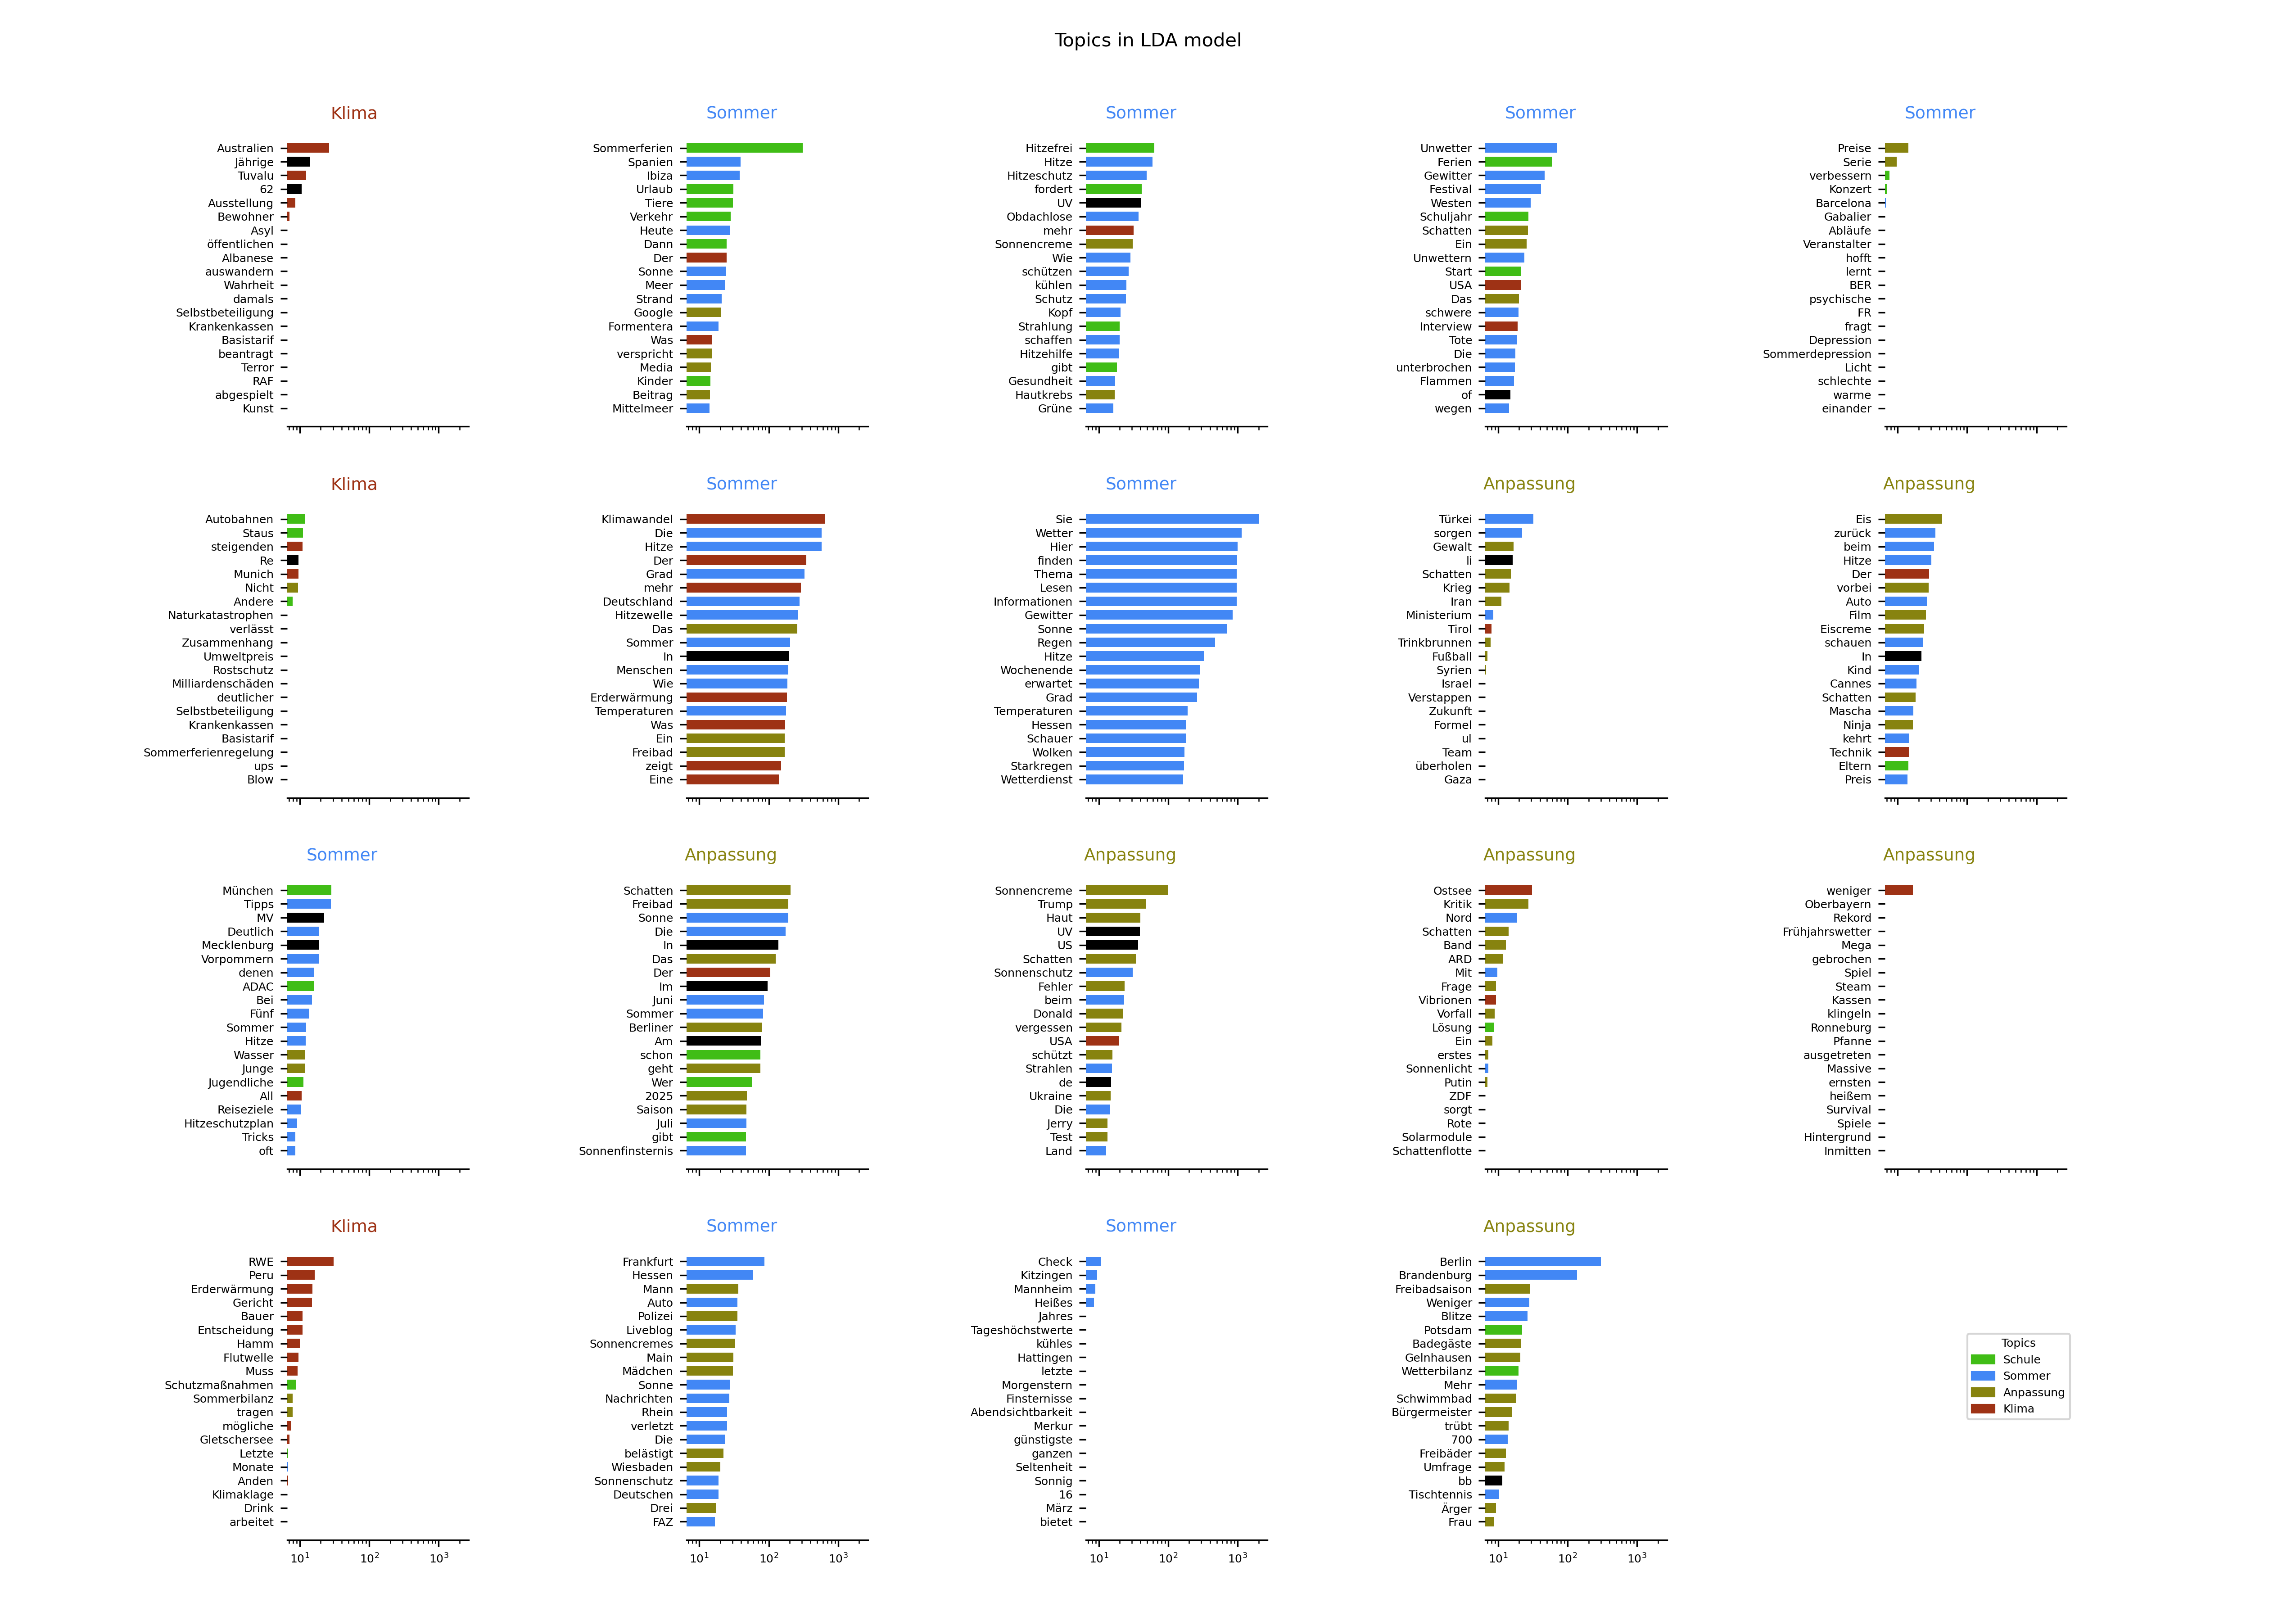 Topics in LDA model
Klima
Australien
Jährige
Tuvalu
62
Ausstellung
Bewohner
Asyl
öffentlichen
Albanese
auswandern
Wahrheit
damals
Selbstbeteiligung
Krankenkassen
Basistarif
beantragt
Terror
RAF
abgespielt
Kunst
Sommer
Sommerferien
Spanien
Ibiza
Urlaub
Tiere
Verkehr
Heute
Dann
Der
Sonne
Meer
Strand
Google
Formentera
Was
verspricht
Media
Kinder
Beitrag
Mittelmeer
Sommer
Hitzefrei
Hitze
Hitzeschutz
fordert
UV
Obdachlose
mehr
Sonnencreme
Wie
schützen
kühlen
Schutz
Kopf
Strahlung
schaffen
Hitzehilfe
gibt
Gesundheit
Hautkrebs
Grüne
Sommer
Unwetter
Ferien
Gewitter
Festival
Westen
Schuljahr
Schatten
Ein
Unwettern
Start
USA
Das
schwere
Interview
Tote
Die
unterbrochen
Flammen
of
wegen
Sommer
Preise
Serie
verbessern
Konzert
Barcelona
Gabalier
Abläufe
Veranstalter
hofft
lernt
BER
psychische
FR
fragt
Depression
Sommerdepression
Licht
schlechte
warme
einander
Klima
Autobahnen
Staus
steigenden
Re
Munich
Nicht
Andere
Naturkatastrophen
verlässt
Zusammenhang
Umweltpreis
Rostschutz
Milliardenschäden
deutlicher
Selbstbeteiligung
Krankenkassen
Basistarif
Sommerferienregelung
ups
Blow
Sommer
Klimawandel
Die
Hitze
Der
Grad
mehr
Deutschland
Hitzewelle
Das
Sommer
In
Menschen
Wie
Erderwärmung
Temperaturen
Was
Ein
Freibad
zeigt
Eine
Sommer
Sie
Wetter
Hier
finden
Thema
Lesen
Informationen
Gewitter
Sonne
Regen
Hitze
Wochenende
erwartet
Grad
Temperaturen
Hessen
Schauer
Wolken
Starkregen
Wetterdienst
Anpassung
Türkei
sorgen
Gewalt
li
Schatten
Krieg
Iran
Ministerium
Tirol
Trinkbrunnen
Fußball
Syrien
Israel
Verstappen
Zukunft
Formel
ul
Team
überholen
Gaza
Anpassung
Eis
zurück
beim
Hitze
Der
vorbei
Auto
Film
Eiscreme
schauen
In
Kind
Cannes
Schatten
Mascha
Ninja
kehrt
Technik
Eltern
Preis
Sommer
München
Tipps
MV
Deutlich
Mecklenburg
Vorpommern
denen
ADAC
Bei
Fünf
Sommer
Hitze
Wasser
Junge
Jugendliche
All
Reiseziele
Hitzeschutzplan
Tricks
oft
Anpassung
Schatten
Freibad
Sonne
Die
In
Das
Der
Im
Juni
Sommer
Berliner
Am
schon
geht
Wer
2025
Saison
Juli
gibt
Sonnenfinsternis
Anpassung
Sonnencreme
Trump
Haut
UV
US
Schatten
Sonnenschutz
Fehler
beim
Donald
vergessen
USA
schützt
Strahlen
de
Ukraine
Die
Jerry
Test
Land
Anpassung
Ostsee
Kritik
Nord
Schatten
Band
ARD
Mit
Frage
Vibrionen
Vorfall
Lösung
Ein
erstes
Sonnenlicht
Putin
ZDF
sorgt
Rote
Solarmodule
Schattenflotte
Anpassung
weniger
Oberbayern
Rekord
Frühjahrswetter
Mega
gebrochen
Spiel
Steam
Kassen
klingeln
Ronneburg
Pfanne
ausgetreten
Massive
ernsten
heißem
Survival
Spiele
Hintergrund
Inmitten
Klima
RWE
Peru
Erderwärmung
Gericht
Bauer
Entscheidung
Hamm
Flutwelle
Muss
Schutzmaßnahmen
Sommerbilanz
tragen
mögliche
Gletschersee
Letzte
Monate
Anden
Klimaklage
Drink
arbeitet
10¹ 10² 10³
Sommer
Frankfurt
Hessen
Mann
Auto
Polizei
Liveblog
Sonnencremes
Main
Mädchen
Sonne
Nachrichten
Rhein
verletzt
Die
belästigt
Wiesbaden
Sonnenschutz
Deutschen
Drei
FAZ
10¹ 10² 10³
Sommer
Check
Kitzingen
Mannheim
Heißes
Jahres
Tageshöchstwerte
kühles
Hattingen
letzte
Morgenstern
Finsternisse
Abendsichtbarkeit
Merkur
günstigste
ganzen
Seltenheit
Sonnig
16
März
bietet
10¹ 10² 10³
Anpassung
Berlin
Brandenburg
Freibadsaison
Weniger
Blitze
Potsdam
Badegäste
Gelnhausen
Wetterbilanz
Mehr
Schwimmbad
Bürgermeister
trübt
700
Freibäder
Umfrage
bb
Tischtennis
Ärger
Frau
10¹ 10² 10³
Topics
Schule
Sommer
Anpassung
Klima